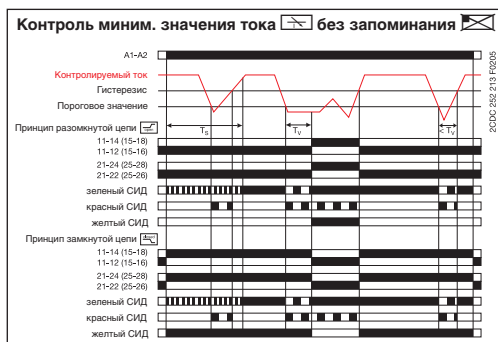 Контроль миним. значения тока без запоминания
A1-A2
Контролируемый ток
Гистерезис
Пороговое значение
Ts
Tv
< Tv
Принцип разомкнутой цепи
11-14 (15-18)
11-12 (15-16)
21-24 (25-28)
21-22 (25-26)
зеленый СИД
красный СИД
желтый СИД
Принцип замкнутой цепи
11-14 (15-18)
11-12 (15-16)
21-24 (25-28)
21-22 (25-26)
зеленый СИД
красный СИД
желтый СИД
2CDC 252 213 F0205